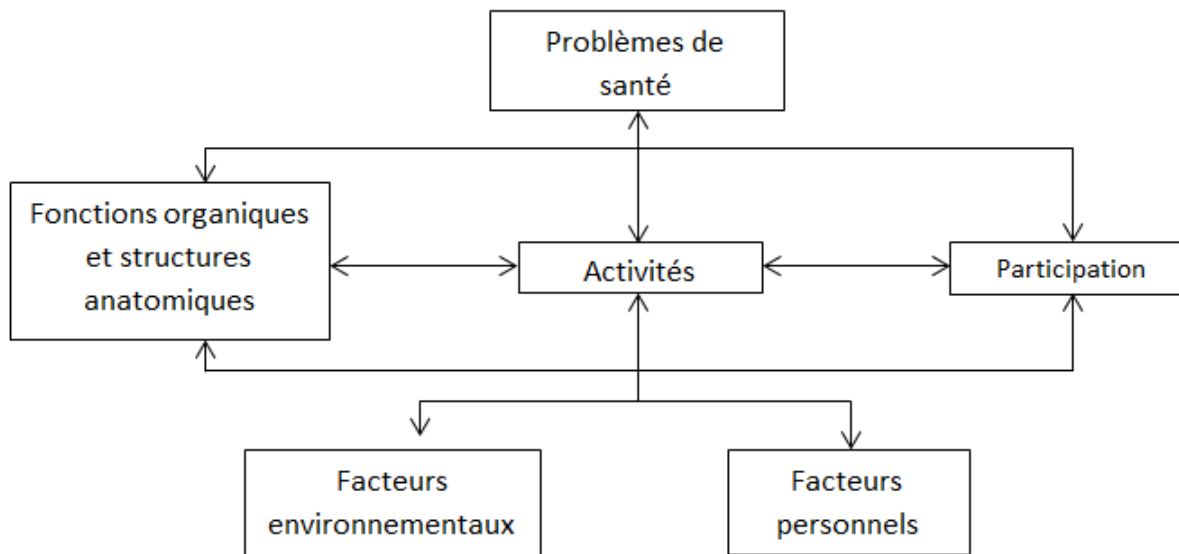 Problèmes de
santé
Fonctions organiques
et structures
anatomiques
Activités
Participation
Facteurs
environnementaux
Facteurs
personnels